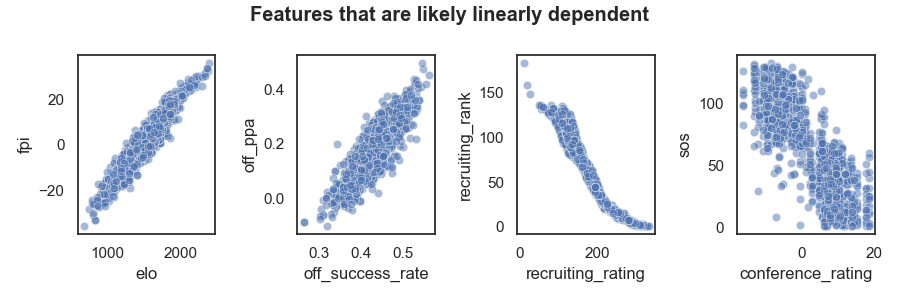 Features that are likely linearly dependent
fpi
20
0
−20
1000 2000
elo
off_ppa
0.4
0.2
0.0
0.3 0.4 0.5
off_success_rate
recruiting_rank
150
100
50
0
0 200
recruiting_rating
sos
100
50
0
0 20
conference_rating